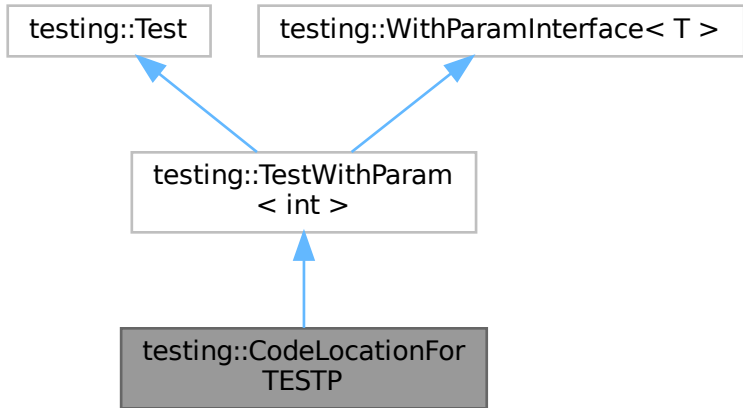 testing::Test
testing::WithParamInterface< T >
testing::TestWithParam
< int >
testing::CodeLocationFor
TESTP